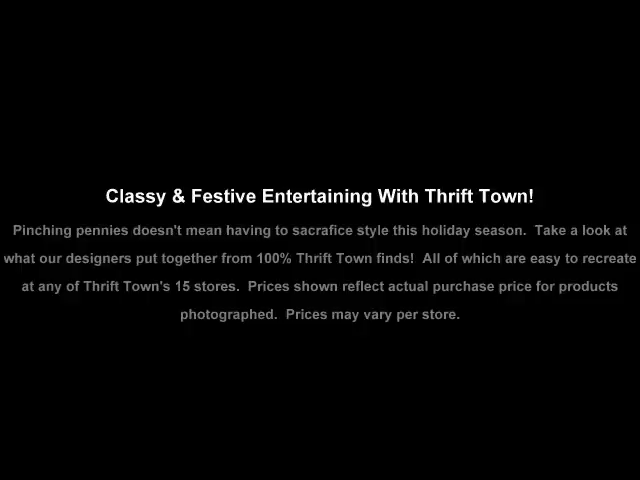 Classy & Festive Entertaining With Thrift Town!
Pinching pennies doesn't mean having to sacrafice style this holiday season.  Take a look at
what our designers put together from 100% Thrift Town finds!  All of which are easy to recreate
at any of Thrift Town's 15 stores.  Prices shown reflect actual purchase price for products
photographed.  Prices may vary per store.